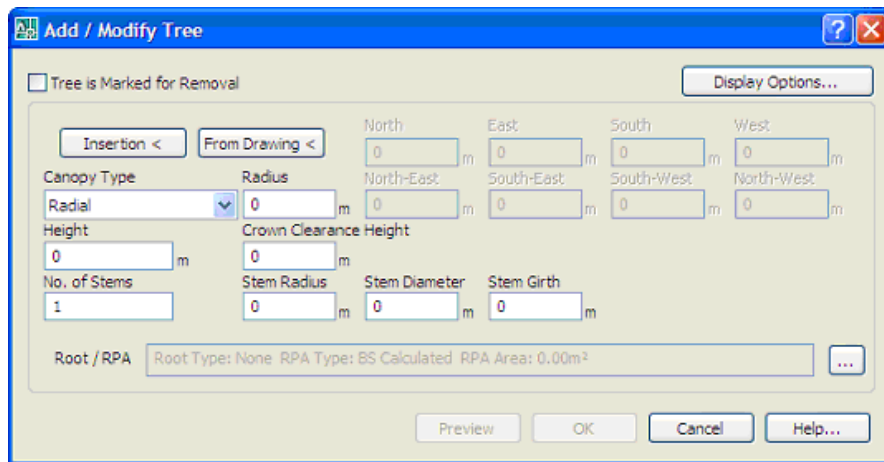 Add / Modify Tree
Tree is Marked for Removal
Display Options...
Insertion <
From Drawing <
North
East
South
West
0 m
0 m
0 m
0 m
Canopy Type
Radius
North-East
South-East
South-West
North-West
Radial
0 m
0 m
0 m
0 m
0 m
Height
Crown Clearance Height
0 m
0 m
No. of Stems
Stem Radius
Stem Diameter
Stem Girth
1
0 m
0 m
0 m
Root / RPA
Root Type: None RPA Type: BS Calculated RPA Area: 0.00m²
...
Preview
OK
Cancel
Help...